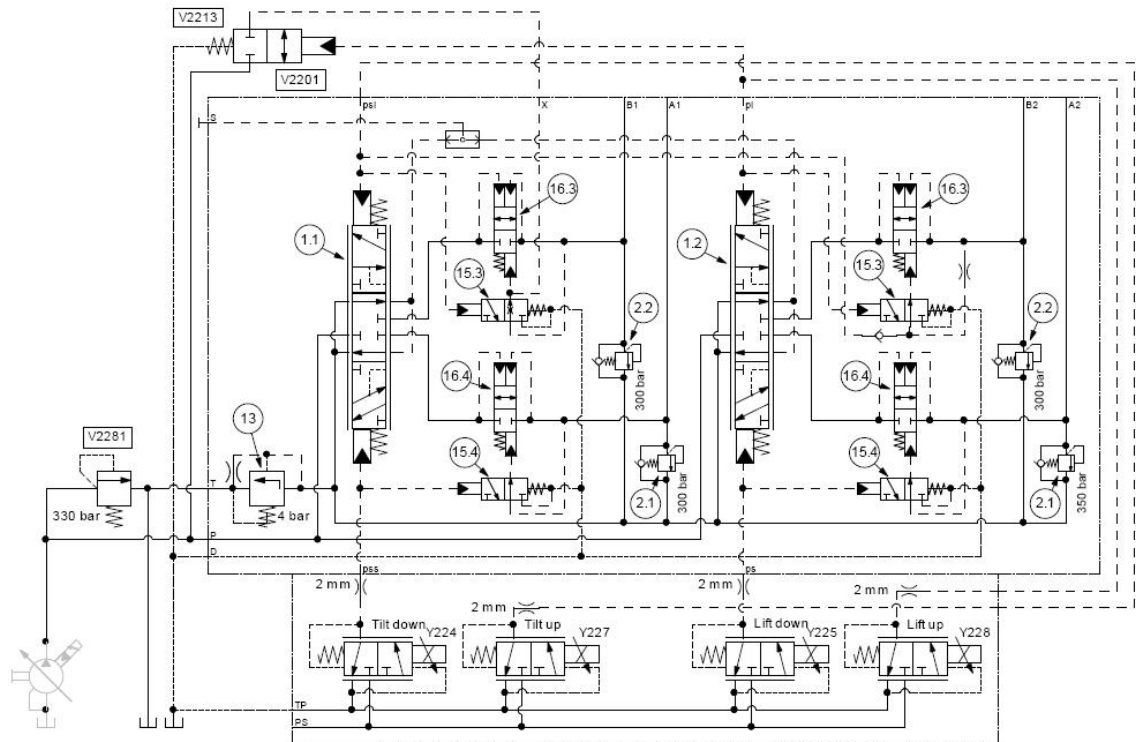 V2213
V2201
psl
X
B1
A1
pl
B2
A2
S
16.3
16.3
1.1
1.2
15.3
15.3
2.2
2.2
16.4
16.4
300 bar
300 bar
V2281
13
15.4
15.4
2.1
2.1
T
300 bar
350 bar
330 bar
4 bar
P
D
pss
ps
2 mm
2 mm
2 mm
2 mm
Tilt down
Tilt up
Lift down
Lift up
Y224
Y227
Y225
Y228
TP
PS